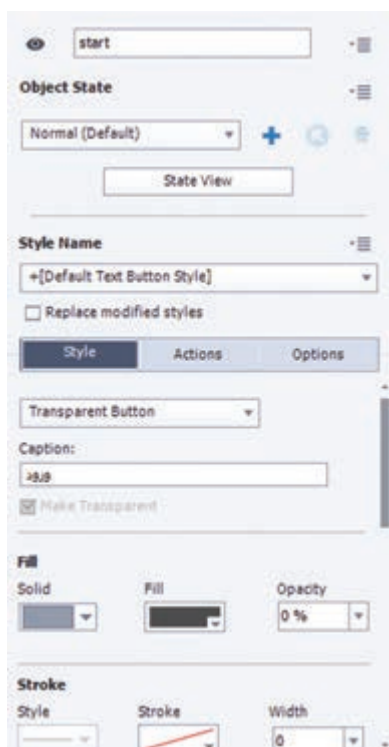 start
Object State
Normal (Default)
State View
Style Name
+[Default Text Button Style]
Replace modified styles
Style Actions Options
Transparent Button
Caption:
Make Transparent
Fill
Solid Fill Opacity
0 %
Stroke
Style Stroke Width
0